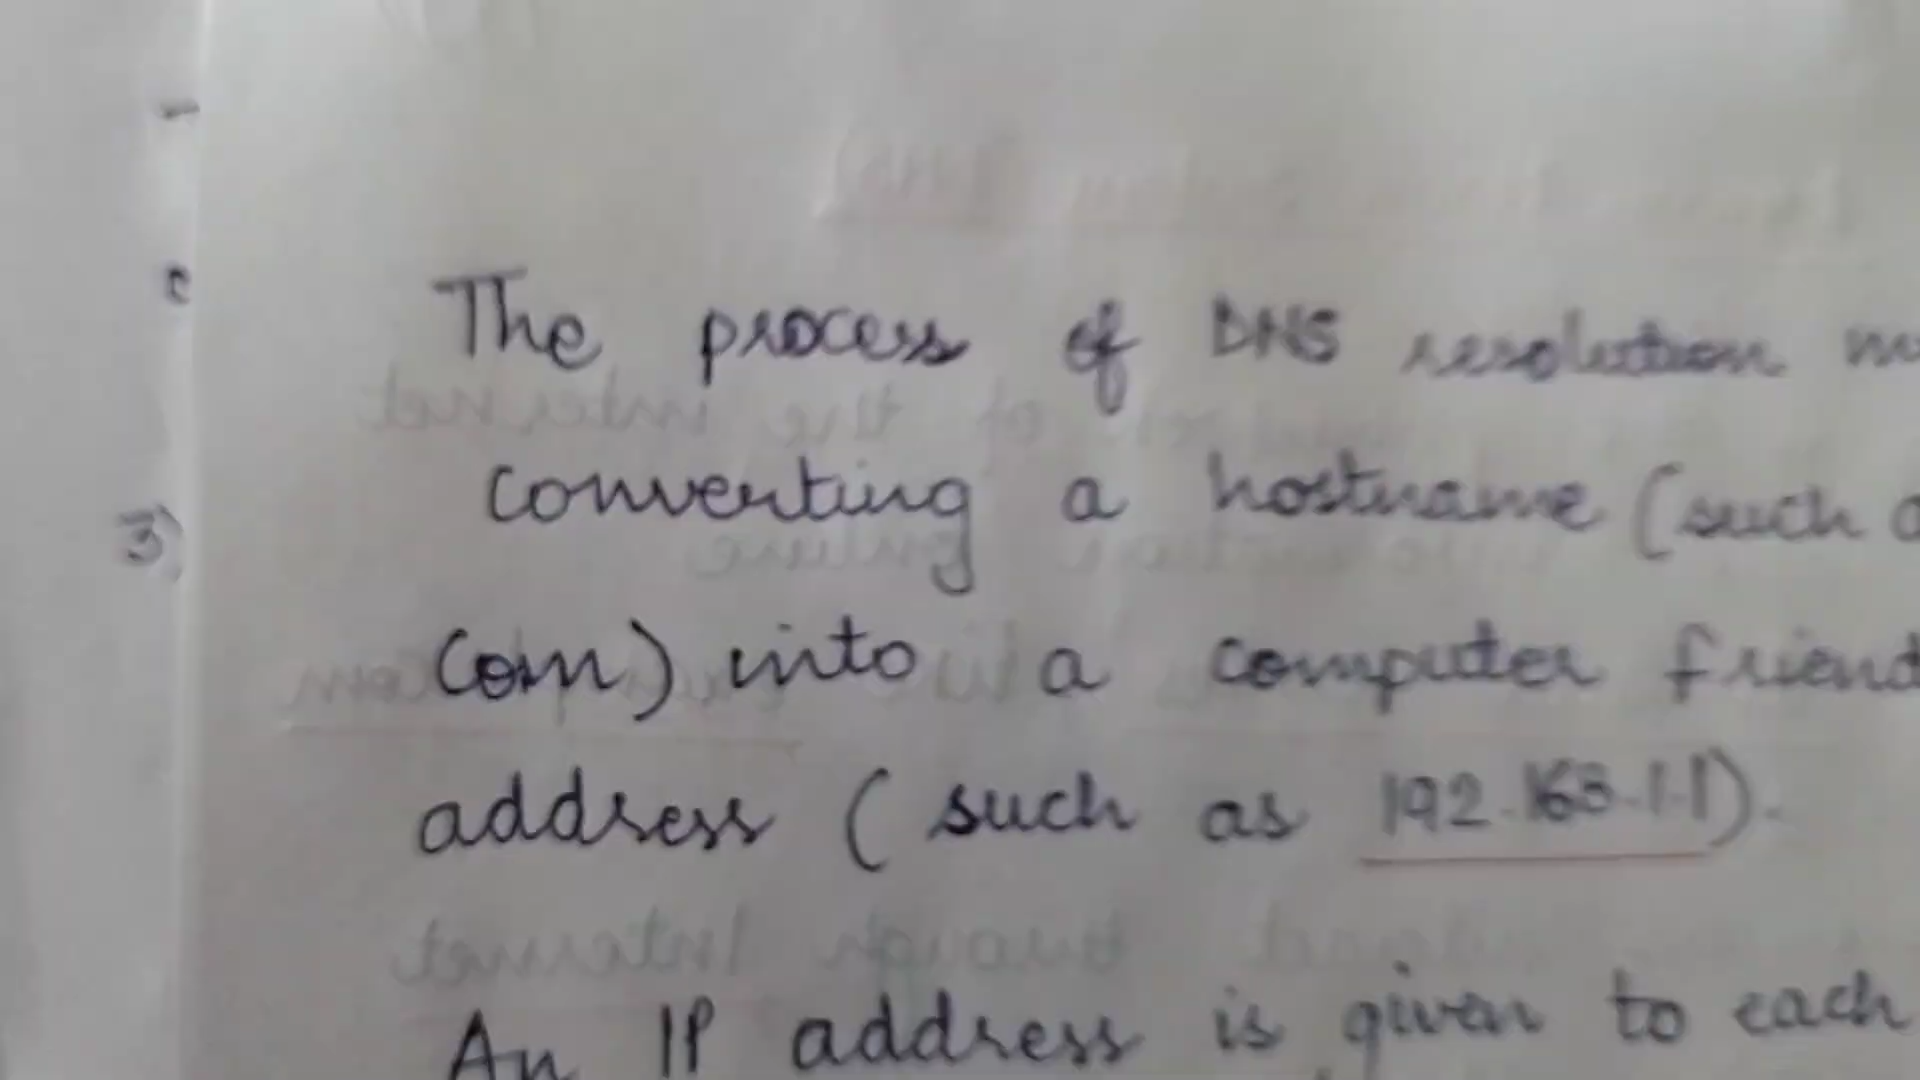 The process of DNS resolution
3) converting a hostname (such
com) into a computer friend
address (such as 192.168.1.1).
An IP address is given to each